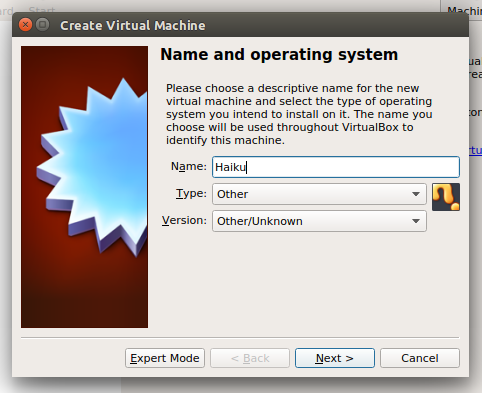 Start
Machin
Create Virtual Machine
Name and operating system
Please choose a descriptive name for the new
virtual machine and select the type of operating
system you intend to install on it. The name you
choose will be used throughout VirtualBox to
identify this machine.
Name: Haiku
Type: Other
Version: Other/Unknown
Expert Mode
< Back
Next >
Cancel